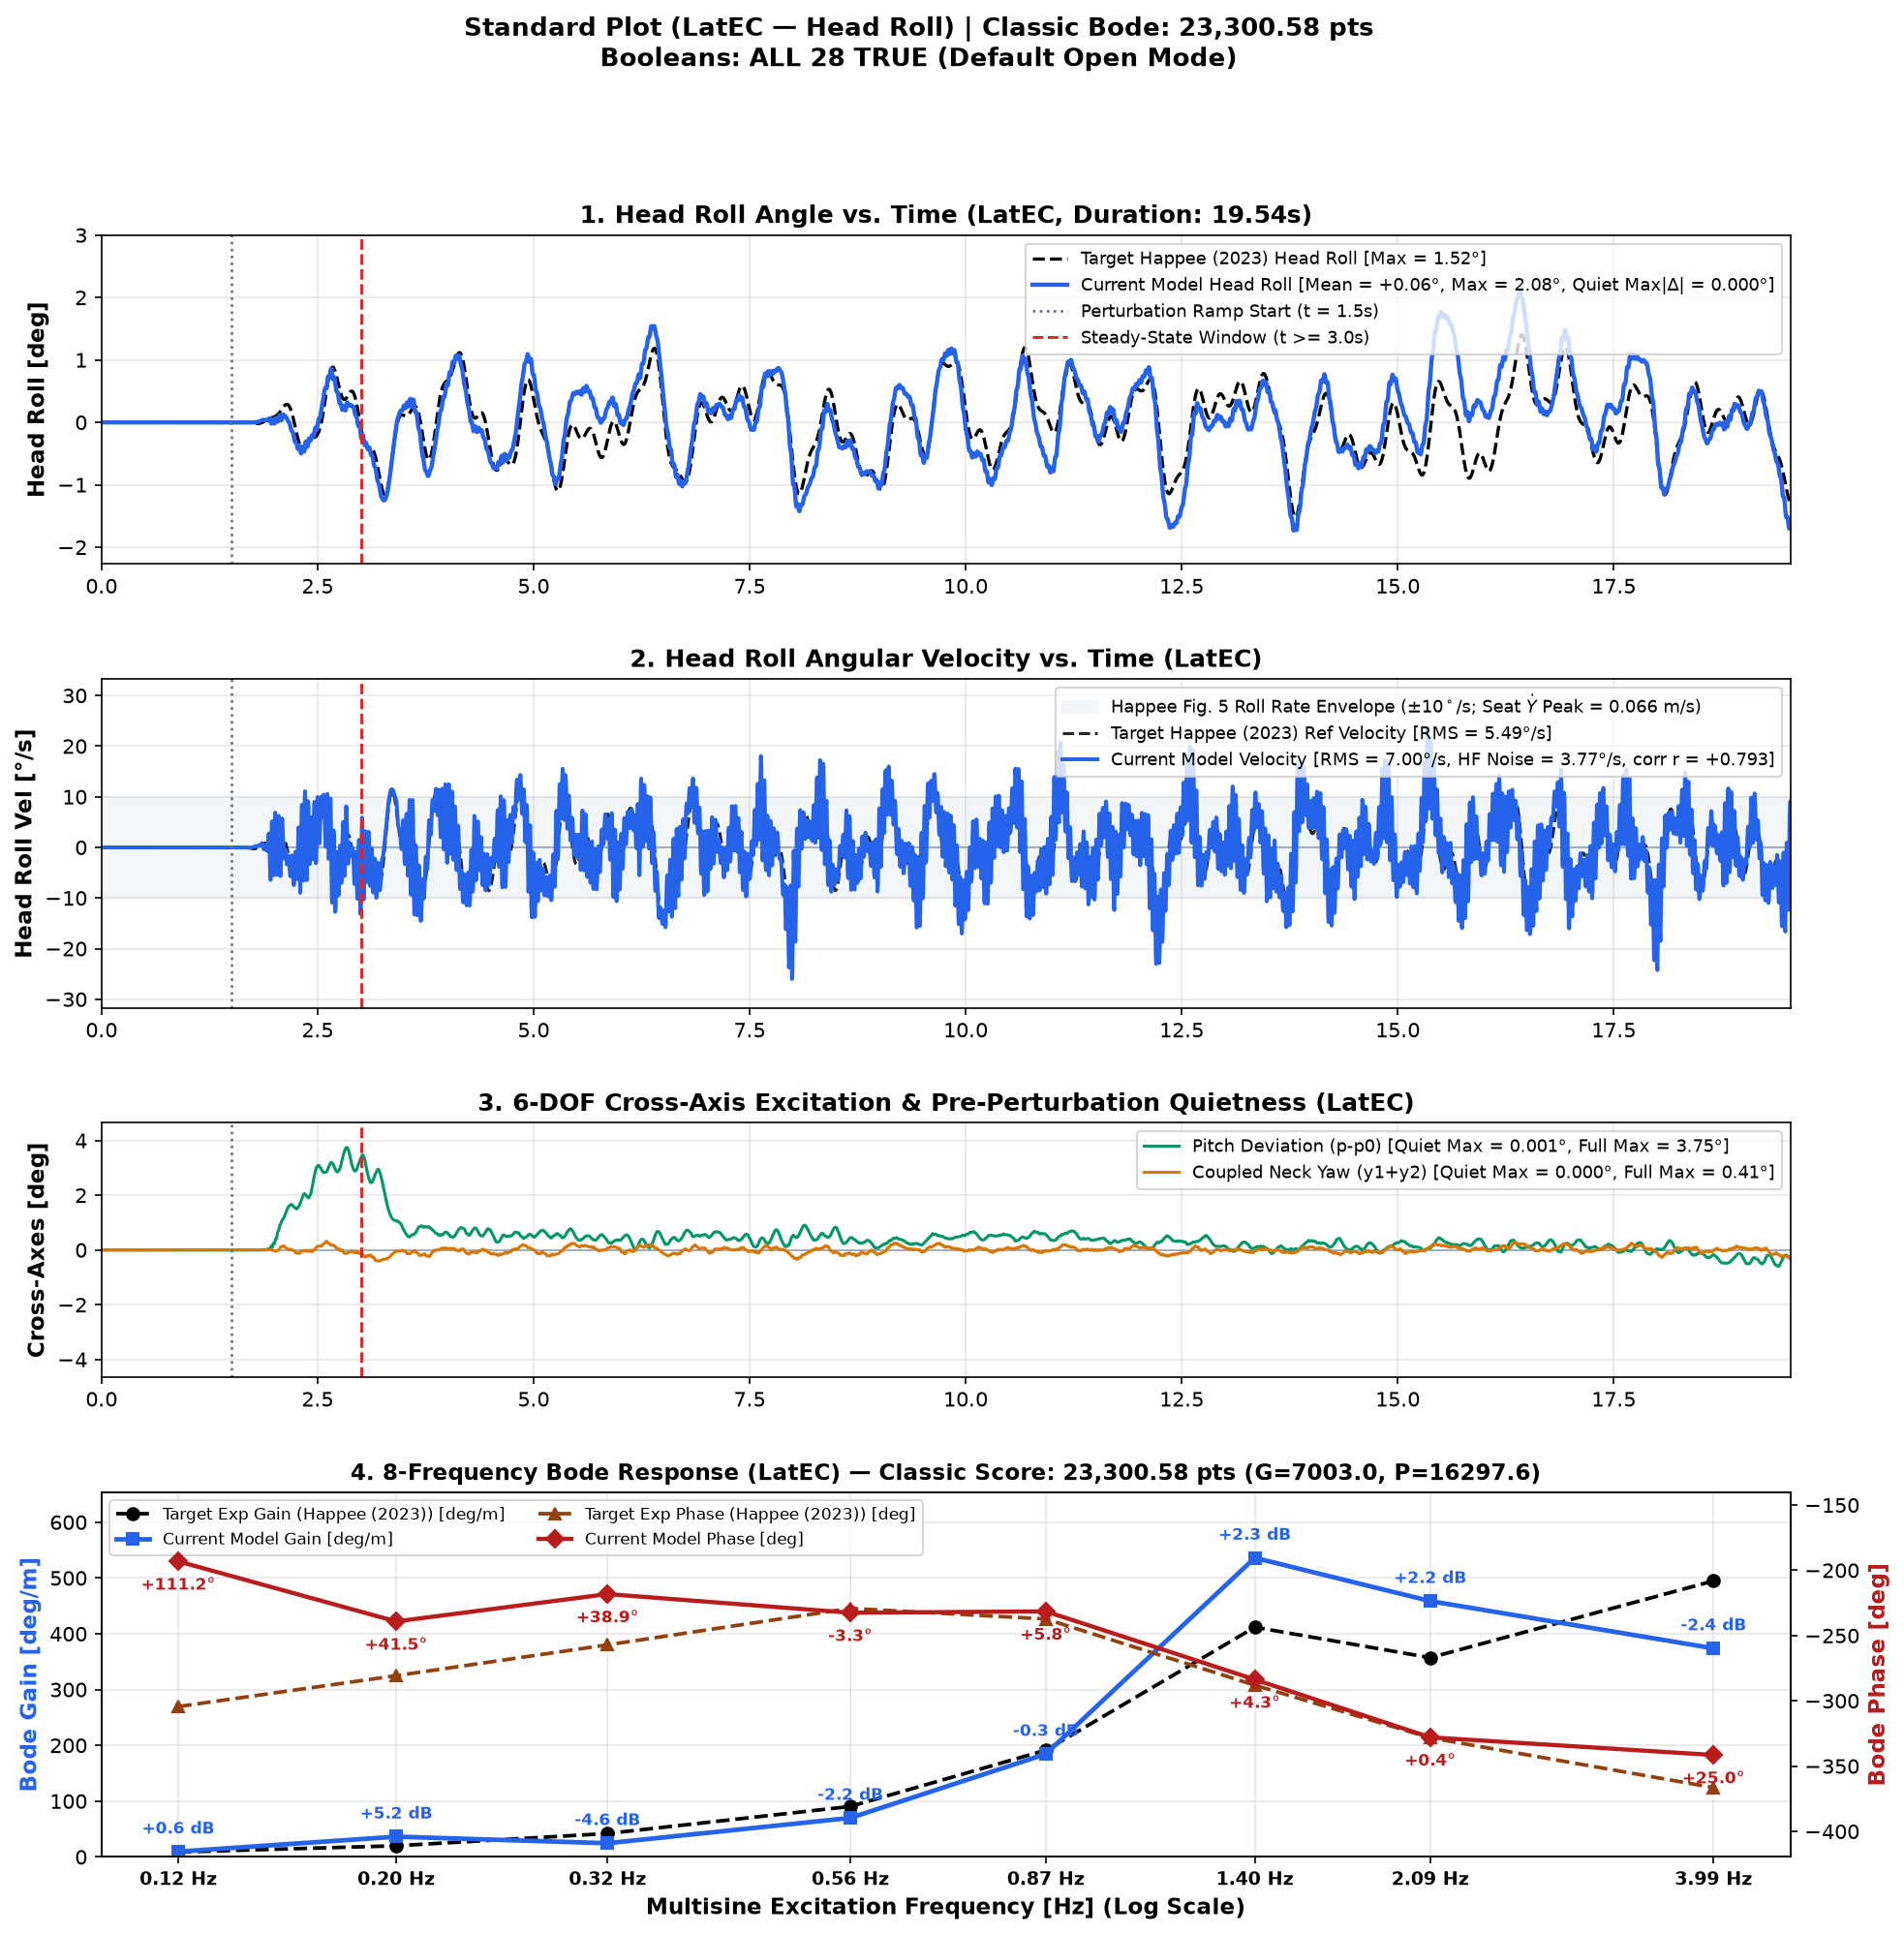 Standard Plot (LatEC — Head Roll) | Classic Bode: 23,300.58 pts
Booleans: ALL 28 TRUE (Default Open Mode)
1. Head Roll Angle vs. Time (LatEC, Duration: 19.54s)
Head Roll [deg]
3
2
1
0
−1
−2
Target Happee (2023) Head Roll [Max = 1.52°]
Current Model Head Roll [Mean = +0.06°, Max = 2.08°, Quiet Max|Δ| = 0.000°]
Perturbation Ramp Start (t = 1.5s)
Steady-State Window (t >= 3.0s)
0.0 2.5 5.0 7.5 10.0 12.5 15.0 17.5
2. Head Roll Angular Velocity vs. Time (LatEC)
Head Roll Vel [°/s]
30
20
10
0
−10
−20
−30
Happee Fig. 5 Roll Rate Envelope (±10°/s; Seat Ẏ Peak = 0.066 m/s)
Target Happee (2023) Ref Velocity [RMS = 5.49°/s]
Current Model Velocity [RMS = 7.00°/s, HF Noise = 3.77°/s, corr r = +0.793]
0.0 2.5 5.0 7.5 10.0 12.5 15.0 17.5
3. 6-DOF Cross-Axis Excitation & Pre-Perturbation Quietness (LatEC)
Cross-Axes [deg]
4
2
0
−2
−4
Pitch Deviation (p-p0) [Quiet Max = 0.001°, Full Max = 3.75°]
Coupled Neck Yaw (y1+y2) [Quiet Max = 0.000°, Full Max = 0.41°]
0.0 2.5 5.0 7.5 10.0 12.5 15.0 17.5
4. 8-Frequency Bode Response (LatEC) — Classic Score: 23,300.58 pts (G=7003.0, P=16297.6)
Bode Gain [deg/m]
600
500
400
300
200
100
0
Target Exp Gain (Happee (2023)) [deg/m]
Current Model Gain [deg/m]
Target Exp Phase (Happee (2023)) [deg]
Current Model Phase [deg]
+111.2° +41.5° +38.9° -3.3° +5.8° +4.3° +0.4° +25.0°
+0.6 dB +5.2 dB -4.6 dB -2.2 dB -0.3 dB +2.3 dB +2.2 dB -2.4 dB
−150
−200
−250
−300
−350
−400
Bode Phase [deg]
0.12 Hz 0.20 Hz 0.32 Hz 0.56 Hz 0.87 Hz 1.40 Hz 2.09 Hz 3.99 Hz
Multisine Excitation Frequency [Hz] (Log Scale)